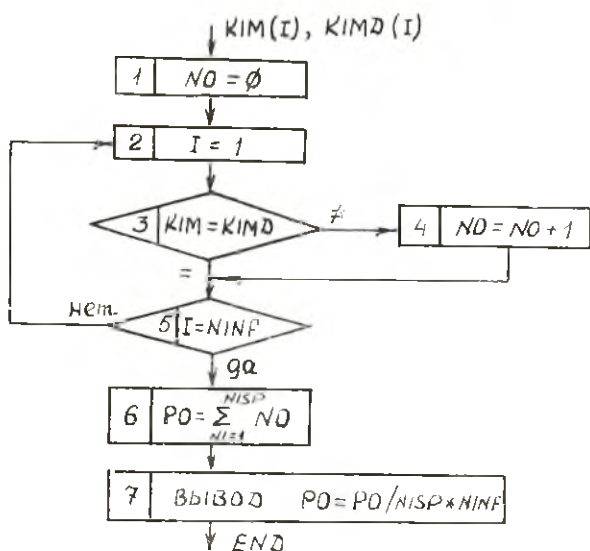 KIM(I), KIMD(I)
1 NO=Ø
2 I = 1
3 KIM=KIMD
≠
4 NO=NO+1
=
нет
5 I=NINF
да
6 PO= NISP Σ NI=1 NO
7 ВЫВОД PO=PO/NISP*NINF
END